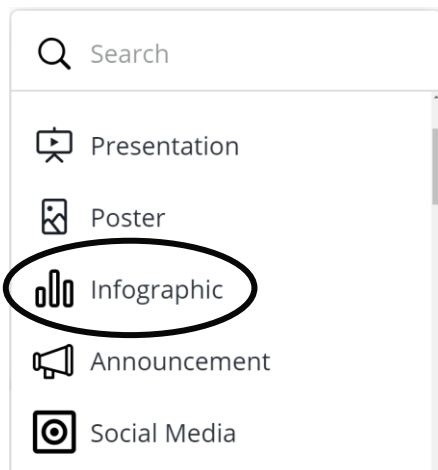 Search
Presentation
Poster
Infographic
Announcement
Social Media